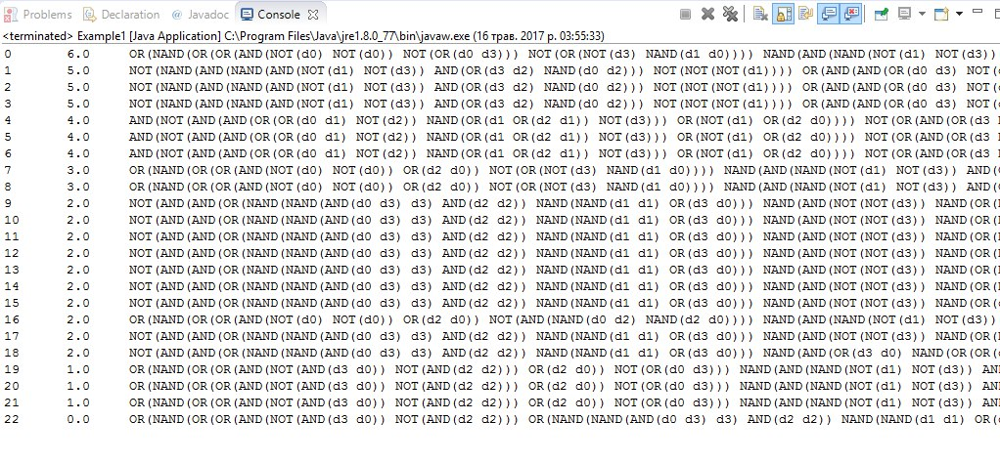 Problems @ Declaration @ Javadoc Console
<terminated> Example1 [Java Application] C:\Program Files\Java\jre1.8.0_77\bin\javaw.exe (16 трав. 2017 р. 03:55:33)
0 6.0 OR(NAND(OR(OR(AND(NOT(d0) NOT(d0)) NOT(OR(d0 d3))) NOT(OR(NOT(d3) NAND(d1 d0)))) NAND(AND(NAND(NOT(d1) NOT(d3))
1 5.0 NOT(NAND(AND(NAND(AND(NOT(d1) NOT(d3)) AND(OR(d3 d2) NAND(d0 d2))) NOT(NOT(NOT(d1)))) OR(AND(AND(OR(d0 d3) NOT(
2 5.0 NOT(NAND(AND(NAND(AND(NOT(d1) NOT(d3)) AND(OR(d3 d2) NAND(d0 d2))) NOT(NOT(NOT(d1)))) OR(AND(AND(OR(d0 d3) NOT(
3 5.0 NOT(NAND(AND(NAND(AND(NOT(d1) NOT(d3)) AND(OR(d3 d2) NAND(d0 d2))) NOT(NOT(NOT(d1)))) OR(AND(AND(OR(d0 d3) NOT(
4 4.0 AND(NOT(AND(AND(OR(OR(d0 d1) NOT(d2)) NAND(OR(d1 OR(d2 d1)) NOT(d3))) OR(NOT(d1) OR(d2 d0)))) NOT(OR(AND(OR(d3
5 4.0 AND(NOT(AND(AND(OR(OR(d0 d1) NOT(d2)) NAND(OR(d1 OR(d2 d1)) NOT(d3))) OR(NOT(d1) OR(d2 d0)))) NOT(OR(AND(OR(d3
6 4.0 AND(NOT(AND(AND(OR(OR(d0 d1) NOT(d2)) NAND(OR(d1 OR(d2 d1)) NOT(d3))) OR(NOT(d1) OR(d2 d0)))) NOT(OR(AND(OR(d3
7 3.0 OR(NAND(OR(OR(AND(NOT(d0) NOT(d0)) OR(d2 d0)) NOT(OR(NOT(d3) NAND(d1 d0)))) NAND(AND(NAND(NOT(d1) NOT(d3)) AND(
8 3.0 OR(NAND(OR(OR(AND(NOT(d0) NOT(d0)) OR(d2 d0)) NOT(OR(NOT(d3) NAND(d1 d0)))) NAND(AND(NAND(NOT(d1) NOT(d3)) AND(
9 2.0 NOT(AND(AND(OR(NAND(NAND(AND(d0 d3) d3) AND(d2 d2)) NAND(NAND(d1 d1) OR(d3 d0))) NAND(AND(NOT(NOT(d3)) NAND(OR(
10 2.0 NOT(AND(AND(OR(NAND(NAND(AND(d0 d3) d3) AND(d2 d2)) NAND(NAND(d1 d1) OR(d3 d0))) NAND(AND(NOT(NOT(d3)) NAND(OR(
11 2.0 NOT(AND(AND(OR(NAND(NAND(AND(d0 d3) d3) AND(d2 d2)) NAND(NAND(d1 d1) OR(d3 d0))) NAND(AND(NOT(NOT(d3)) NAND(OR(
12 2.0 NOT(AND(AND(OR(NAND(NAND(AND(d0 d3) d3) AND(d2 d2)) NAND(NAND(d1 d1) OR(d3 d0))) NAND(AND(NOT(NOT(d3)) NAND(OR(
13 2.0 NOT(AND(AND(OR(NAND(NAND(AND(d0 d3) d3) AND(d2 d2)) NAND(NAND(d1 d1) OR(d3 d0))) NAND(AND(NOT(NOT(d3)) NAND(OR(
14 2.0 NOT(AND(AND(OR(NAND(NAND(AND(d0 d3) d3) AND(d2 d2)) NAND(NAND(d1 d1) OR(d3 d0))) NAND(AND(NOT(NOT(d3)) NAND(OR(
15 2.0 NOT(AND(AND(OR(NAND(NAND(AND(d0 d3) d3) AND(d2 d2)) NAND(NAND(d1 d1) OR(d3 d0))) NAND(AND(NOT(NOT(d3)) NAND(OR(
16 2.0 OR(NAND(OR(OR(AND(NOT(d0) NOT(d0)) OR(d2 d0)) NOT(AND(NAND(d0 d2) NAND(d2 d0)))) NAND(AND(NAND(NOT(d1) NOT(d3))
17 2.0 NOT(AND(AND(OR(NAND(NAND(AND(d0 d3) d3) AND(d2 d2)) NAND(NAND(d1 d1) OR(d3 d0))) NAND(AND(NOT(NOT(d3)) NAND(OR(
18 2.0 NOT(AND(AND(OR(NAND(NAND(AND(d0 d3) d3) AND(d2 d2)) NAND(NAND(d1 d1) OR(d3 d0))) NAND(AND(OR(d3 d0) NAND(OR(OR(
19 1.0 OR(NAND(OR(OR(AND(NOT(AND(d3 d0)) NOT(AND(d2 d2))) OR(d2 d0)) NOT(OR(d0 d3))) NAND(AND(NAND(NOT(d1) NOT(d3)) AN
20 1.0 OR(NAND(OR(OR(AND(NOT(AND(d3 d0)) NOT(AND(d2 d2))) OR(d2 d0)) NOT(OR(d0 d3))) NAND(AND(NAND(NOT(d1) NOT(d3)) AN
21 1.0 OR(NAND(OR(OR(AND(NOT(AND(d3 d0)) NOT(AND(d2 d2))) OR(d2 d0)) NOT(OR(d0 d3))) NAND(AND(NAND(NOT(d1) NOT(d3)) AN
22 0.0 OR(NAND(OR(OR(AND(NOT(AND(d3 d0)) NOT(AND(d2 d2))) OR(NAND(NAND(AND(d0 d3) d3) AND(d2 d2)) NAND(NAND(d1 d1) OR(